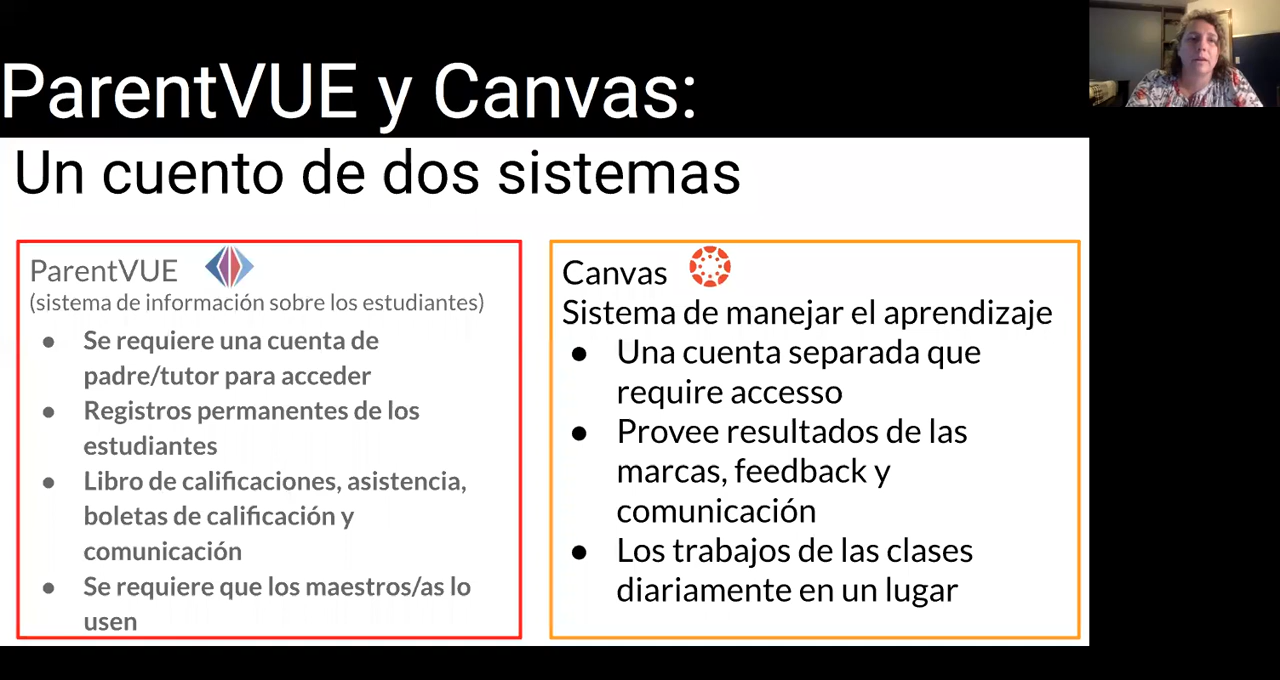 ParentVUE y Canvas:
Un cuento de dos sistemas
ParentVUE
(sistema de información sobre los estudiantes)
● Se requiere una cuenta de
padre/tutor para acceder
● Registros permanentes de los
estudiantes
● Libro de calificaciones, asistencia,
boletas de calificación y
comunicación
● Se requiere que los maestros/as lo
usen
Canvas
Sistema de manejar el aprendizaje
● Una cuenta separada que
require accesso
● Provee resultados de las
marcas, feedback y
comunicación
● Los trabajos de las clases
diariamente en un lugar